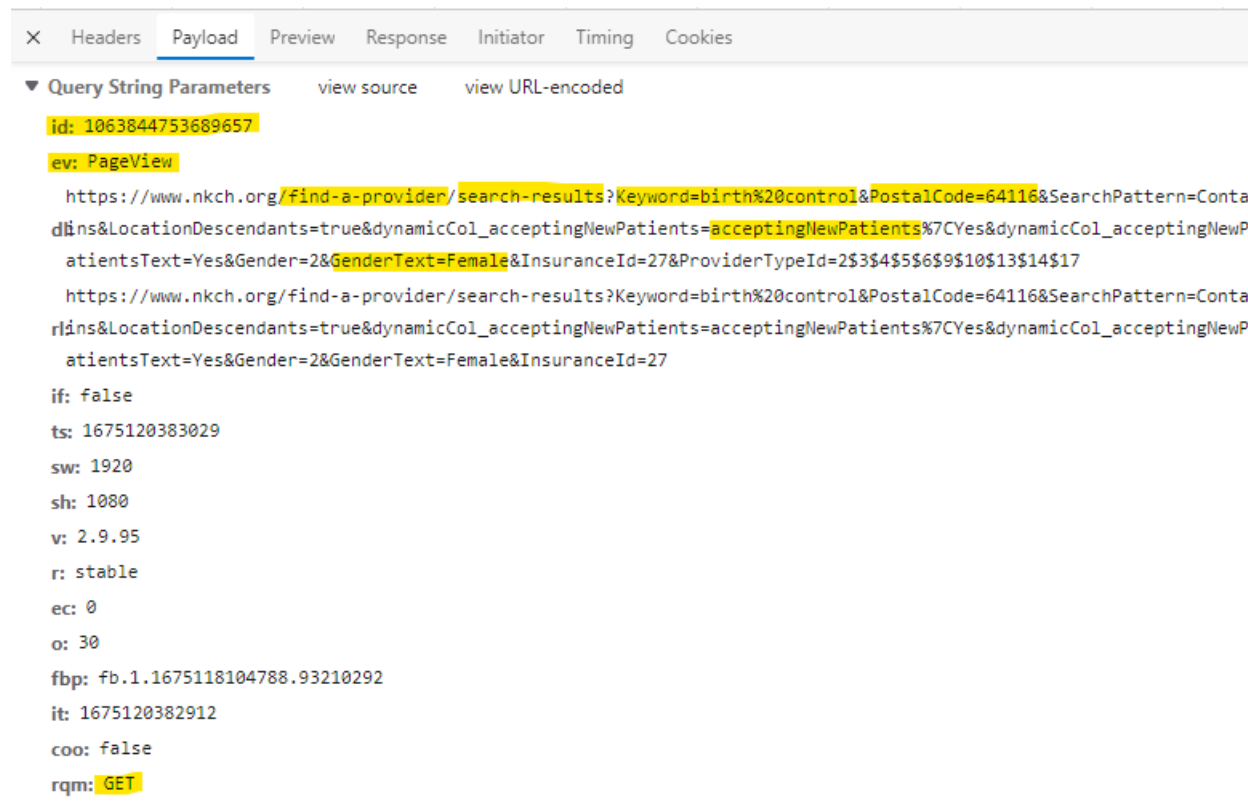 × Headers Payload Preview Response Initiator Timing Cookies
▼ Query String Parameters view source view URL-encoded
id: 1063844753689657
ev: PageView
https://www.nkch.org/find-a-provider/search-results?Keyword=birth%20control&PostalCode=64116&SearchPattern=Conta
dl: ins&LocationDescendants=true&dynamicCol_acceptingNewPatients=acceptingNewPatients%7CYes&dynamicCol_acceptingNewP
atientsText=Yes&Gender=2&GenderText=Female&InsuranceId=27&ProviderTypeId=2$3$4$5$6$9$10$13$14$17
https://www.nkch.org/find-a-provider/search-results?Keyword=birth%20control&PostalCode=64116&SearchPattern=Conta
rl: ins&LocationDescendants=true&dynamicCol_acceptingNewPatients=acceptingNewPatients%7CYes&dynamicCol_acceptingNewP
atientsText=Yes&Gender=2&GenderText=Female&InsuranceId=27
if: false
ts: 1675120383029
sw: 1920
sh: 1080
v: 2.9.95
r: stable
ec: 0
o: 30
fbp: fb.1.1675118104788.93210292
it: 1675120382912
coo: false
rqm: GET